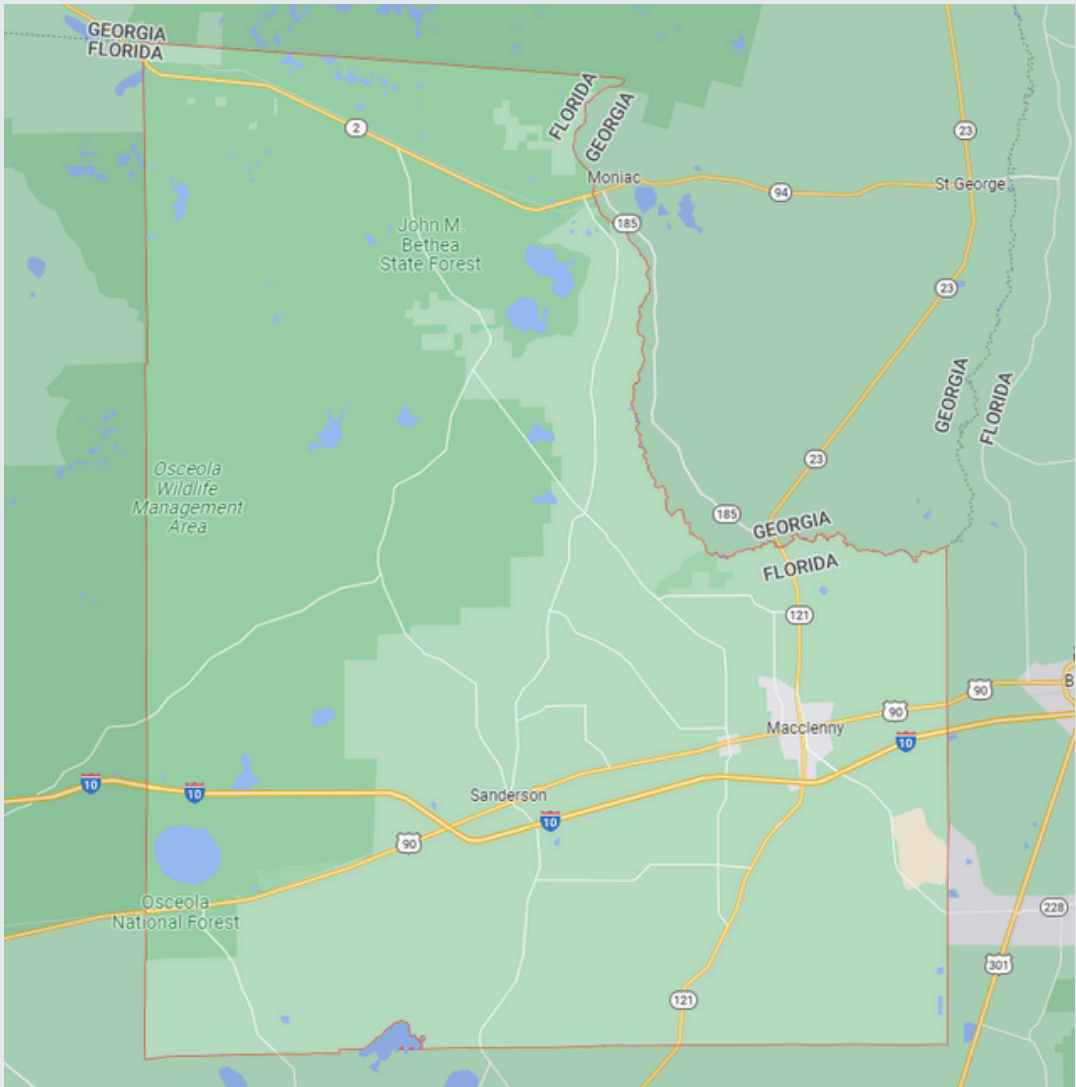 GEORGIA
FLORIDA
FLORIDA
GEORGIA
23
2
Moniac
94
St George
185
John M.
Bethea
State Forest
23
GEORGIA
FLORIDA
23
Osceola
Wildlife
Management
Area
185
GEORGIA
FLORIDA
121
90
B
90
Macclenny
10
10
10
Sanderson
10
90
Osceola
National Forest
228
301
121